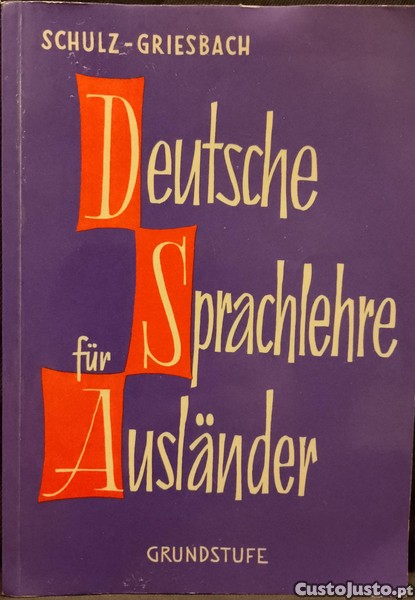 SCHULZ-GRIESBACH
Deutsche
Sprachlehre
für
Ausländer
GRUNDSTUFE
CustoJusto.pt